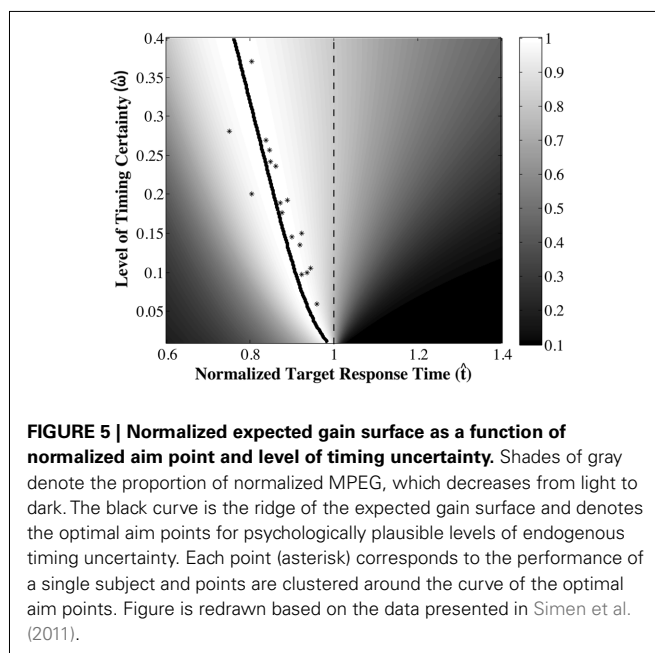 0.4
0.35
0.3
0.25
0.2
0.15
0.1
0.05
Level of Timing Certainty (ω̂)
0.6
0.8
1
1.2
1.4
Normalized Target Response Time (t̂)
1
0.9
0.8
0.7
0.6
0.5
0.4
0.3
0.2
0.1
FIGURE 5 | Normalized expected gain surface as a function of
normalized aim point and level of timing uncertainty. Shades of gray
denote the proportion of normalized MPEG, which decreases from light to
dark. The black curve is the ridge of the expected gain surface and denotes
the optimal aim points for psychologically plausible levels of endogenous
timing uncertainty. Each point (asterisk) corresponds to the performance of
a single subject and points are clustered around the curve of the optimal
aim points. Figure is redrawn based on the data presented in Simen et al.
(2011).